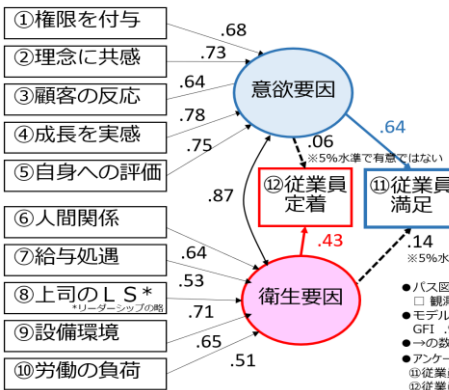 ①権限を付与
.68
②理念に共感
.73
③顧客の反応
.64
④成長を実感
.78
⑤自身への評価
.75
意欲要因
.06
※5%水準で有意ではない
.64
⑫従業員
定着
⑪従業員
満足
.87
.43
.14
※5%水
⑥人間関係
.64
⑦給与処遇
.53
⑧上司のＬＳ*
*リーダーシップの略
.71
⑨設備環境
.65
⑩労働の負荷
.51
衛生要因
●パス図
□ 観測
●モデル
GFI
●→の数
●アンケー
⑪従業員
⑫従業員